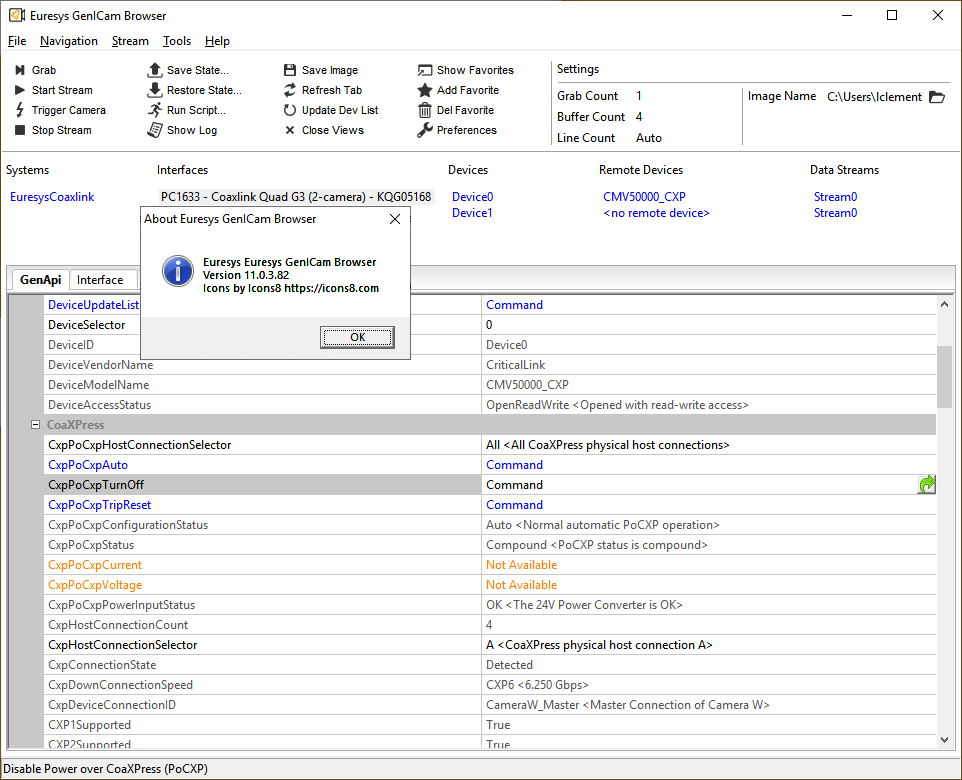 Euresys GenICam Browser
File Navigation Stream Tools Help
Grab Save State... Save Image Show Favorites
Start Stream Restore State... Refresh Tab Add Favorite
Trigger Camera Run Script... Update Dev List Del Favorite
Stop Stream Show Log Close Views Preferences
Settings
Grab Count 1
Buffer Count 4
Line Count Auto
Image Name C:\Users\lclement
Systems Interfaces Devices Remote Devices Data Streams
EuresysCoaxlink PC1633 - Coaxlink Quad G3 (2-camera) - KQG05168 Device0 CMV50000_CXP Stream0
Device1 <no remote device> Stream0
About Euresys GenICam Browser
Euresys Euresys GenICam Browser
Version 11.0.3.82
Icons by Icons8 https://icons8.com
OK
GenApi Interface
DeviceUpdateList Command
DeviceSelector 0
DeviceID Device0
DeviceVendorName CriticalLink
DeviceModelName CMV50000_CXP
DeviceAccessStatus OpenReadWrite <Opened with read-write access>
CoaXPress
CxpPoCxpHostConnectionSelector All <All CoaXPress physical host connections>
CxpPoCxpAuto Command
CxpPoCxpTurnOff Command
CxpPoCxpTripReset Command
CxpPoCxpConfigurationStatus Auto <Normal automatic PoCXP operation>
CxpPoCxpStatus Compound <PoCXP status is compound>
CxpPoCxpCurrent Not Available
CxpPoCxpVoltage Not Available
CxpPoCxpPowerInputStatus OK <The 24V Power Converter is OK>
CxpHostConnectionCount 4
CxpHostConnectionSelector A <CoaXPress physical host connection A>
CxpConnectionState Detected
CxpDownConnectionSpeed CXP6 <6.250 Gbps>
CxpDeviceConnectionID CameraW_Master <Master Connection of Camera W>
CXP1Supported True
CXP2Supported True
Disable Power over CoaXPress (PoCXP)